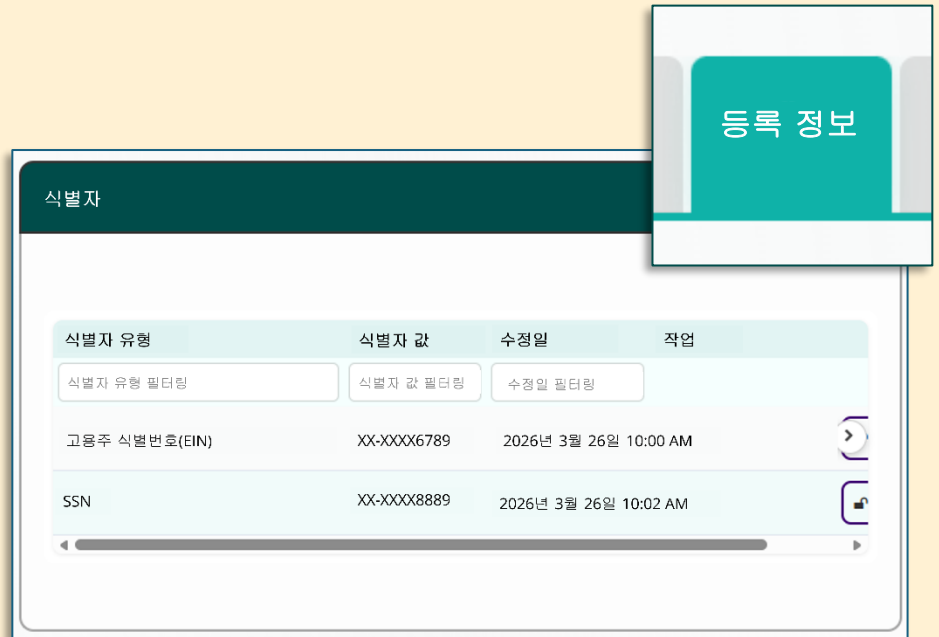 등록 정보
식별자
식별자 유형 식별자 값 수정일 작업
식별자 유형 필터링 식별자 값 필터링 수정일 필터링
고용주 식별번호(EIN) XX-XXXX6789 2026년 3월 26일 10:00 AM
SSN XX-XXXX8889 2026년 3월 26일 10:02 AM